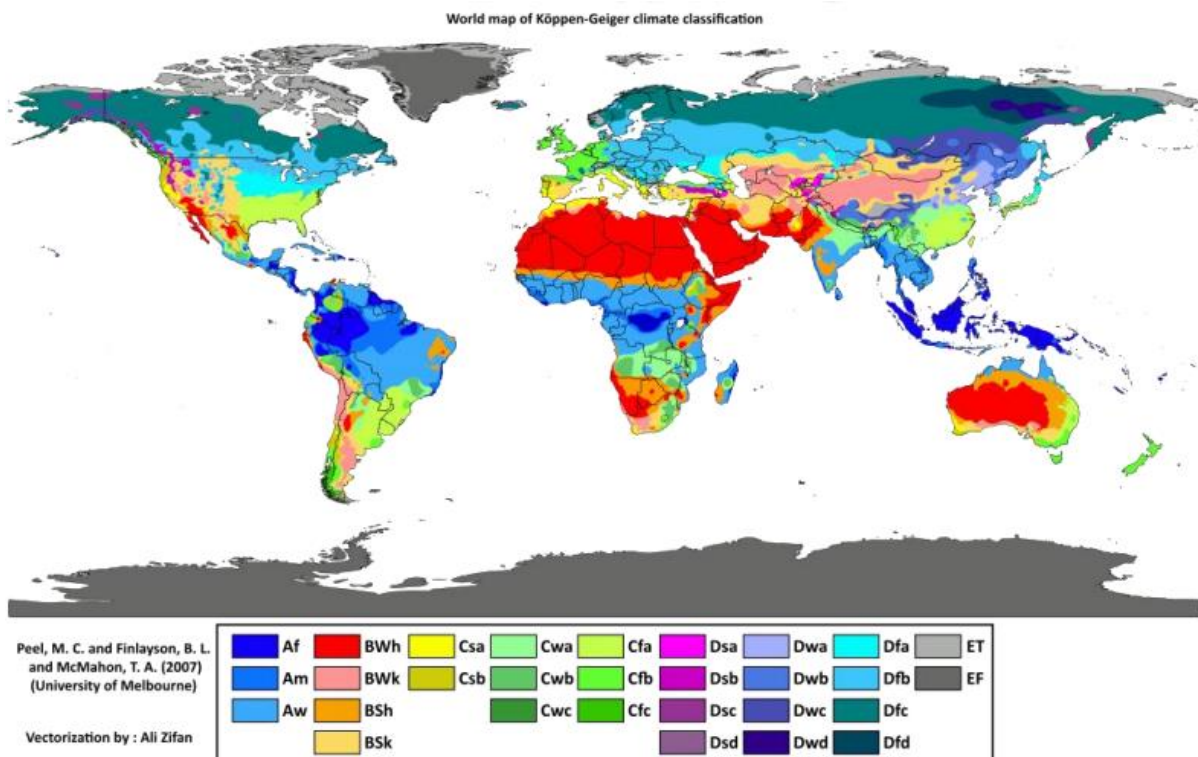 World map of Köppen-Geiger climate classification
Peel, M. C. and Finlayson, B. L.
and McMahon, T. A. (2007)
(University of Melbourne)
Vectorization by : Ali Zifan
Af BWh Csa Cwa Cfa Dsa Dwa Dfa ET
Am BWk Csb Cwb Cfb Dsb Dwb Dfb EF
Aw BSh Cwc Cfc Dsc Dwc Dfc
BSk Dsd Dwd Dfd